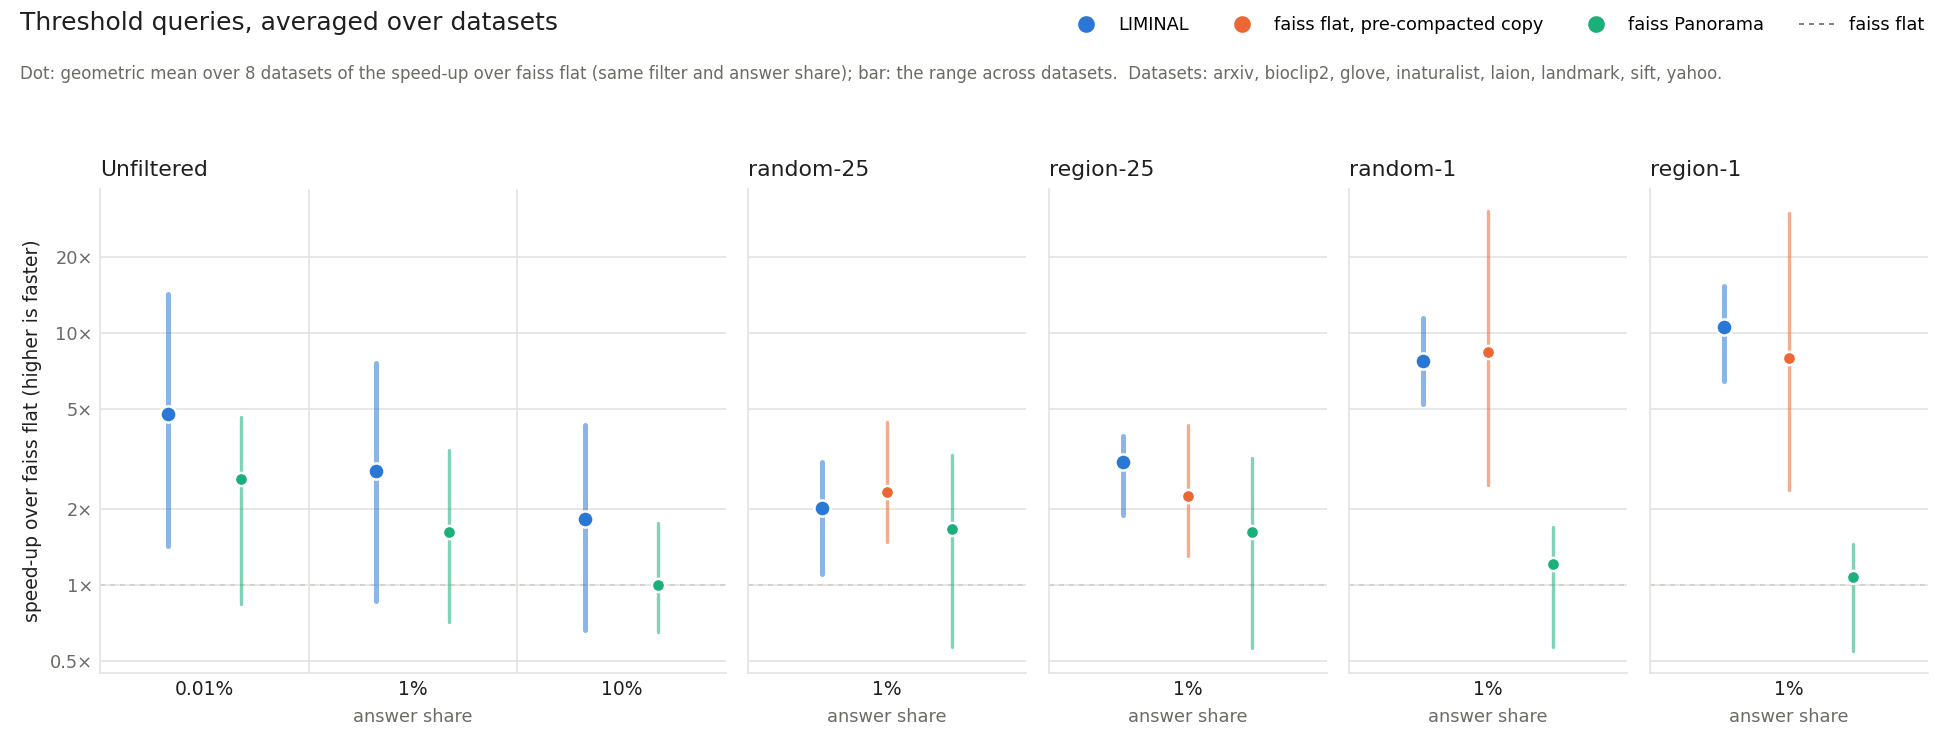 Threshold queries, averaged over datasets
LIMINAL
faiss flat, pre-compacted copy
faiss Panorama
faiss flat
Dot: geometric mean over 8 datasets of the speed-up over faiss flat (same filter and answer share); bar: the range across datasets.  Datasets: arxiv, bioclip2, glove, inaturalist, laion, landmark, sift, yahoo.
Unfiltered
random-25
region-25
random-1
region-1
speed-up over faiss flat (higher is faster)
20×
10×
5×
2×
1×
0.5×
0.01%
1%
10%
1%
1%
1%
1%
answer share
answer share
answer share
answer share
answer share